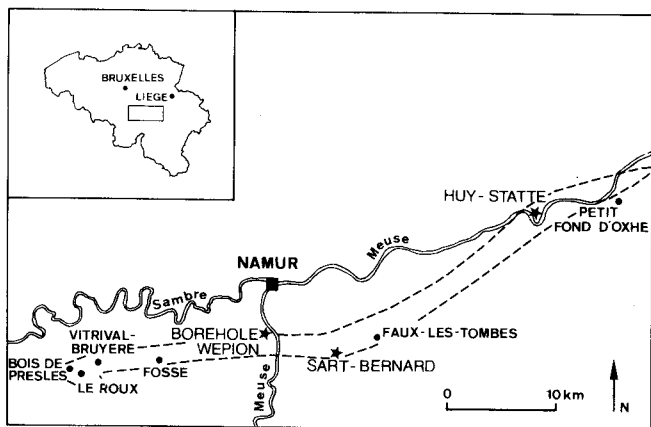 BRUXELLES
LIEGE
HUY-STATTE
PETIT
FOND D'OXHE
Meuse
NAMUR
Sambre
BOREHOLE
WEPION
FAUX-LES-TOMBES
VITRIVAL-
BRUYERE
BOIS DE
PRESLES
LE ROUX
FOSSE
SART-BERNARD
Meuse
0 10 km
N